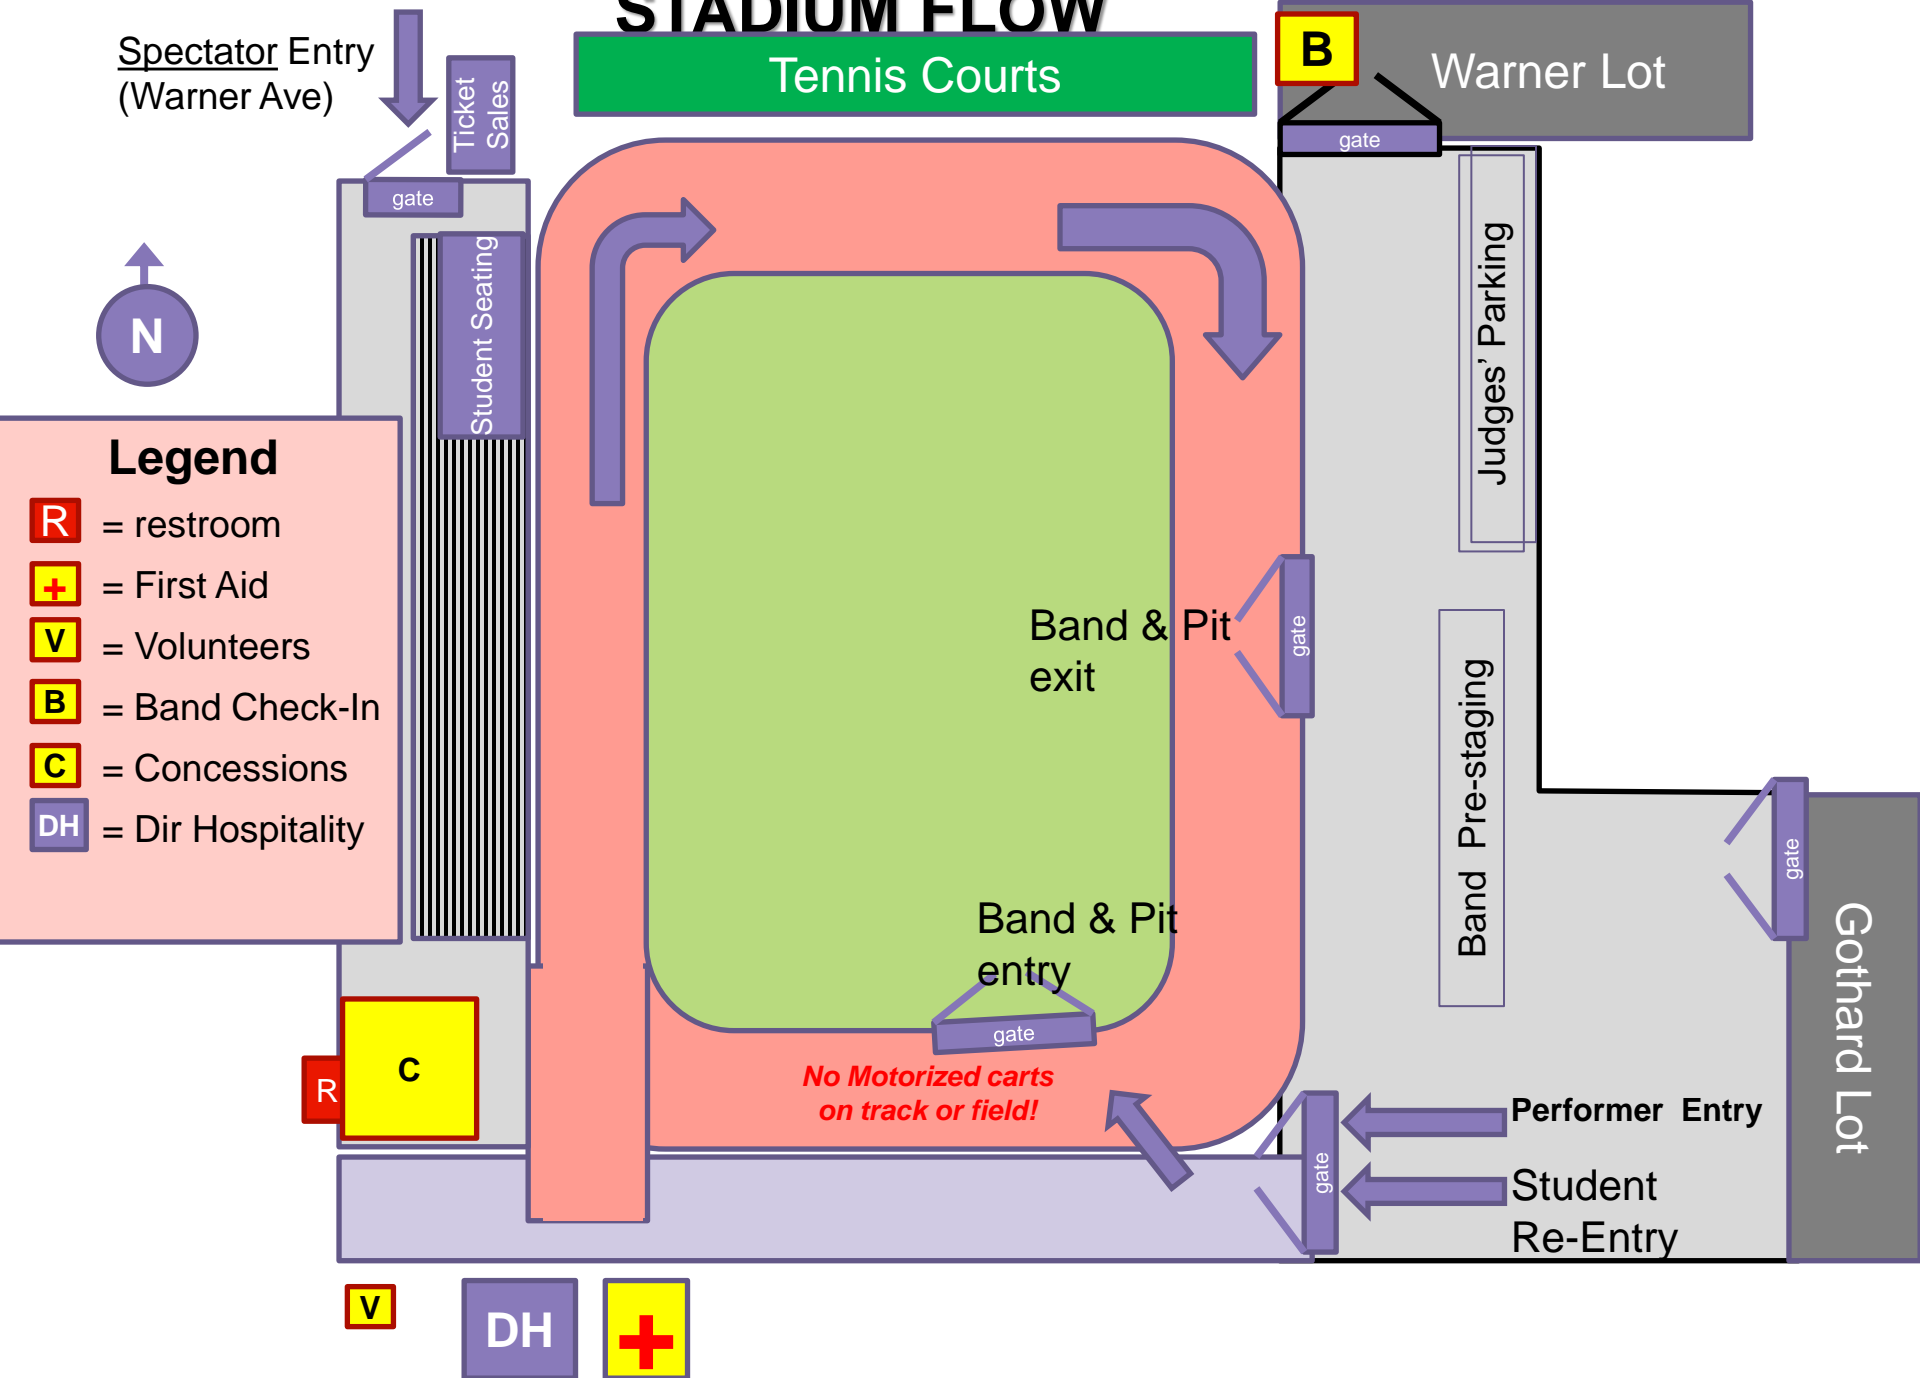 STADIUM FLOW
Spectator Entry
(Warner Ave)
Ticket
Sales
Tennis Courts
B
Warner Lot
gate
gate
N
Student Seating
Judges’ Parking
Legend
R = restroom
+ = First Aid
V = Volunteers
B = Band Check-In
C = Concessions
DH = Dir Hospitality
Band & Pit
exit
gate
Band Pre-staging
gate
Gothard Lot
Band & Pit
entry
gate
No Motorized carts
on track or field!
R
C
gate
Performer Entry
Student
Re-Entry
V
DH
+